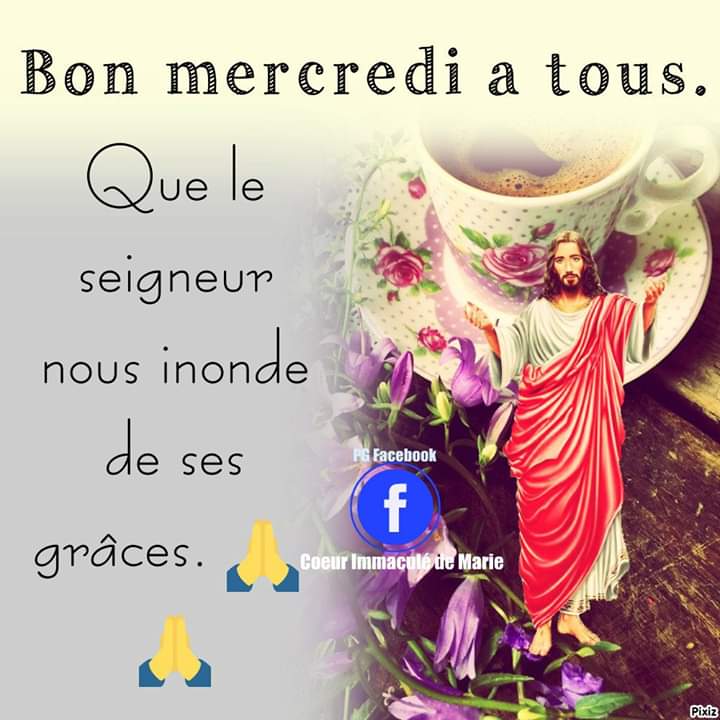 Bon mercredi a tous.
Que le
seigneur
nous inonde
de ses
grâces. 🙏
🙏
PG Facebook
f
Coeur Immaculé de Marie
Pixiz